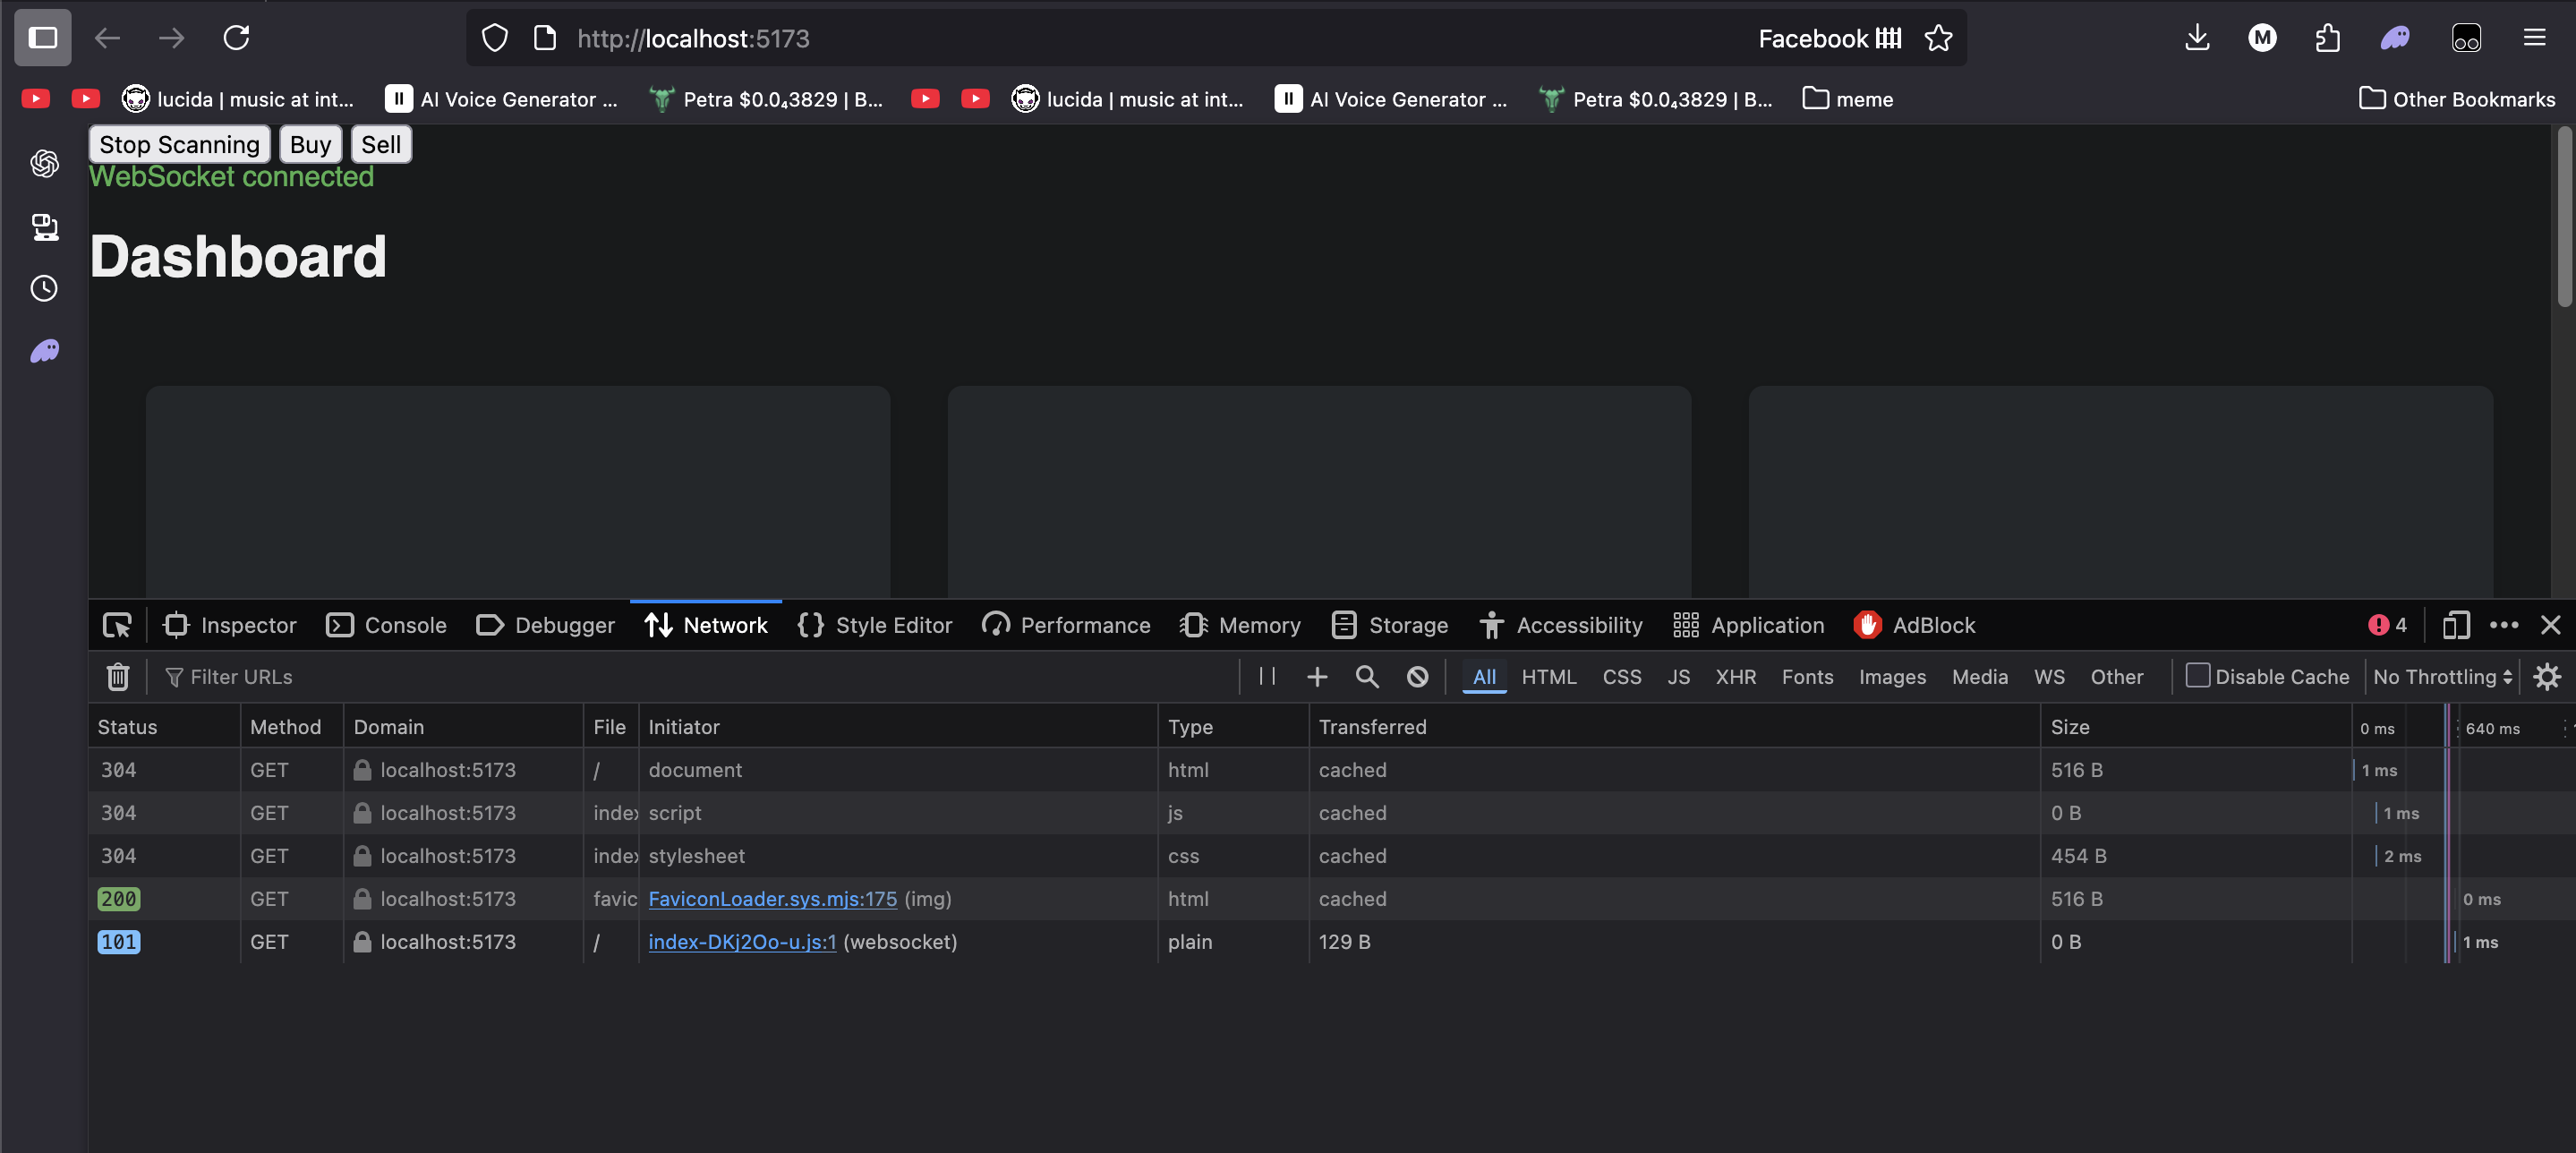 http://localhost:5173 Facebook M
lucida | music at int... AI Voice Generator ... Petra $0.0₄3829 | B... lucida | music at int... AI Voice Generator ... Petra $0.0₄3829 | B... meme Other Bookmarks
Stop Scanning Buy Sell
WebSocket connected
Dashboard
Inspector Console Debugger Network Style Editor Performance Memory Storage Accessibility Application AdBlock 4
Filter URLs All HTML CSS JS XHR Fonts Images Media WS Other Disable Cache No Throttling
Status Method Domain File Initiator Type Transferred Size 0 ms 640 ms
304 GET localhost:5173 / document html cached 516 B 1 ms
304 GET localhost:5173 index script js cached 0 B 1 ms
304 GET localhost:5173 index stylesheet css cached 454 B 2 ms
200 GET localhost:5173 favic FaviconLoader.sys.mjs:175 (img) html cached 516 B 0 ms
101 GET localhost:5173 / index-DKj2Oo-u.js:1 (websocket) plain 129 B 0 B 1 ms